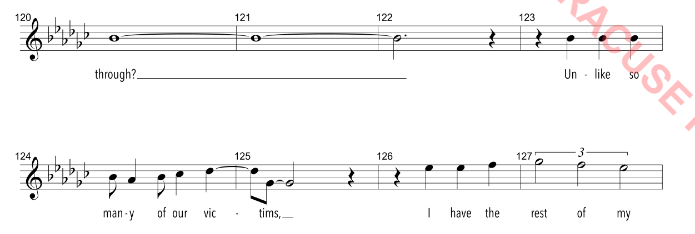 120 121 122 123
through? Un - like so
RACUSE
124 125 126 127 3
man - y of our vic - tims, I have the rest of my